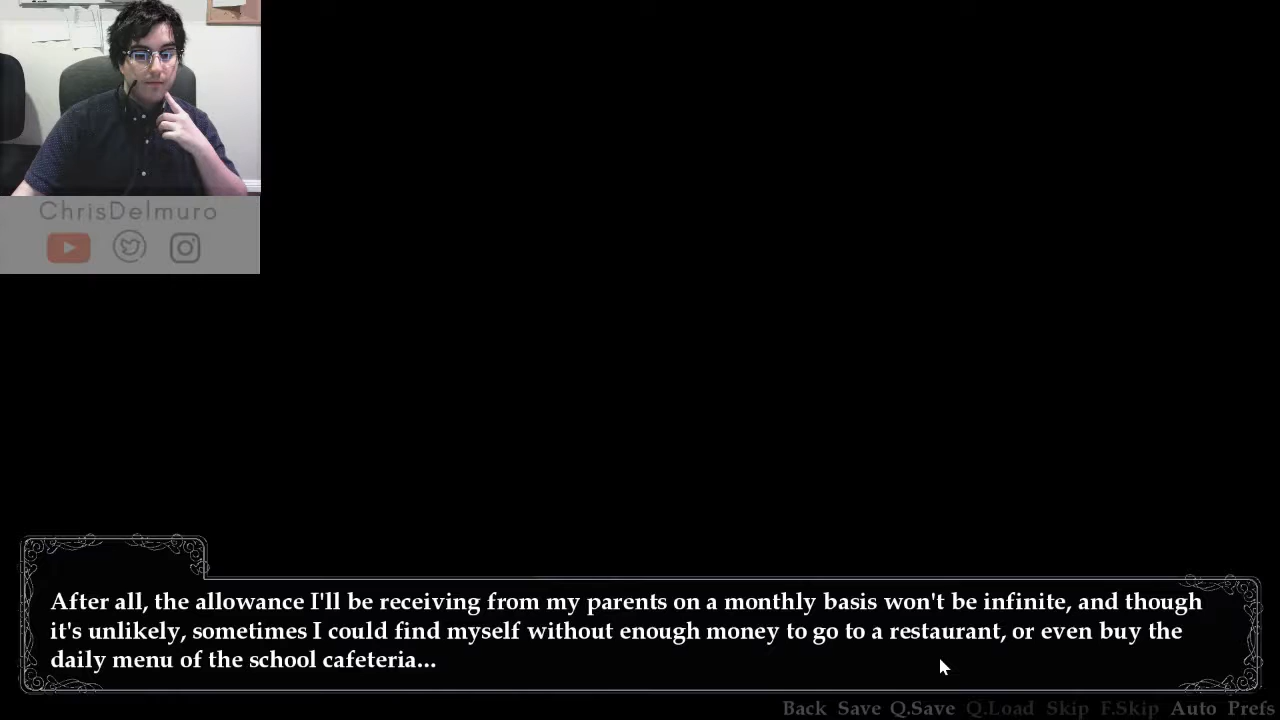 ChrisDelmuro
After all, the allowance I'll be receiving from my parents on a monthly basis won't be infinite, and though
it's unlikely, sometimes I could find myself without enough money to go to a restaurant, or even buy the
daily menu of the school cafeteria...
Back Save Q.Save Q.Load Skip F.Skip Auto Prefs